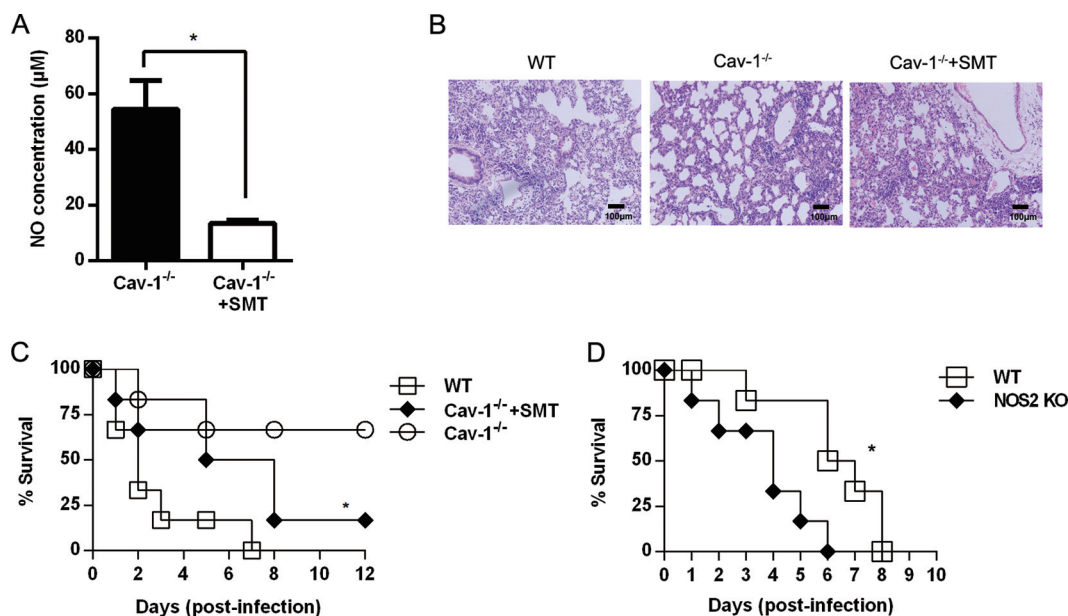 A
NO concentration (µM)
80
60
40
20
0
*
Cav-1⁻/⁻
Cav-1⁻/⁻
+SMT
B
WT
Cav-1⁻/⁻
Cav-1⁻/⁻+SMT
100µm
100µm
100µm
C
% Survival
100
75
50
25
0
*
0 2 4 6 8 10 12
Days (post-infection)
WT
Cav-1⁻/⁻+SMT
Cav-1⁻/⁻
D
% Survival
100
75
50
25
0
*
0 1 2 3 4 5 6 7 8 9 10
Days (post-infection)
WT
NOS2 KO